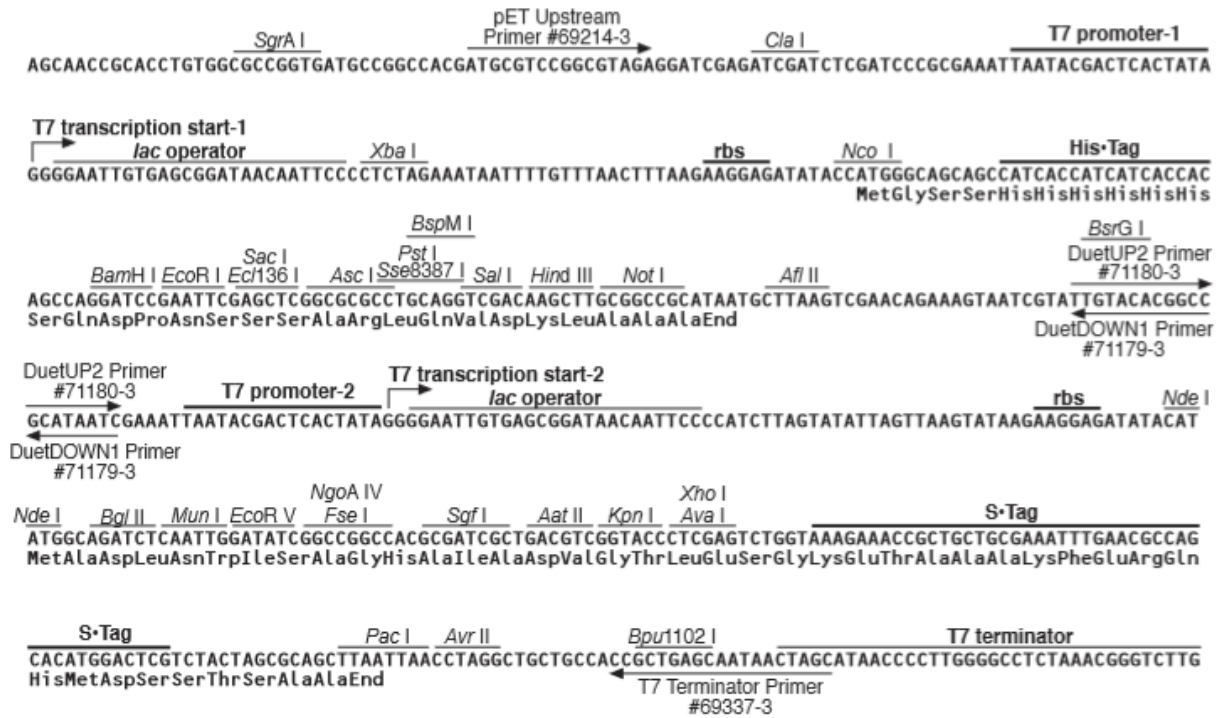 pET Upstream
SgrA I Primer #69214-3 Cla I T7 promoter-1
AGCAACCGCACCTGTGGCGCCGGTGATGCCGGCCACGATGCGTCCGGCGTAGAGGATCGAGATCGATCTCGATCCCGCGAAATTAATACGACTCACTATA
T7 transcription start-1
lac operator Xba I rbs Nco I His•Tag
GGGGAATTGTGAGCGGATAACAATTCCCCTCTAGAAATAATTTTGTTTAACTTTAAGAAGGAGATATACCATGGGCAGCAGCCATCACCATCATCACCAC
MetGlySerSerHisHisHisHisHisHis
BspM I BsrG I
Sac I Pst I DuetUP2 Primer
BamH I EcoR I Ecl136 I Asc I Sse8387 I Sal I Hind III Not I Afl II #71180-3
AGCCAGGATCCGAATTCGAGCTCGGCGCGCCTGCAGGTCGACAAGCTTGCGGCCGCATAATGCTTAAGTCGAACAGAAAGTAATCGTATTGTACACGGCC
SerGlnAspProAsnSerSerSerAlaArgLeuGlnValAspLysLeuAlaAlaAlaEnd
DuetDOWN1 Primer
#71179-3
DuetUP2 Primer T7 transcription start-2
#71180-3 T7 promoter-2 lac operator rbs Nde I
GCATAATCGAAATTAATACGACTCACTATAGGGGAATTGTGAGCGGATAACAATTCCCCATCTTAGTATATTAGTTAAGTATAAGAAGGAGATATACAT
DuetDOWN1 Primer
#71179-3
NgoA IV Xho I
Nde I Bgl II Mun I EcoR V Fse I Sgf I Aat II Kpn I Ava I S•Tag
ATGGCAGATCTCAATTGGATATCGGCCGGCCACGCGATCGCTGACGTCGGTACCCTCGAGTCTGGTAAAGAAACCGCTGCTGCGAAATTTGAACGCCAG
MetAlaAspLeuAsnTrpIleSerAlaGlyHisAlaIleAlaAspValGlyThrLeuGluSerGlyLysGluThrAlaAlaAlaLysPheGluArgGln
S•Tag Pac I Avr II Bpu1102 I T7 terminator
CACATGGACTCGTCTACTAGCGCAGCTTAATTAACCTAGGCTGCTGCCACCGCTGAGCAATAACTAGCATAACCCCTTGGGGCCTCTAAACGGGTCTTG
HisMetAspSerSerThrSerAlaAlaEnd
T7 Terminator Primer
#69337-3